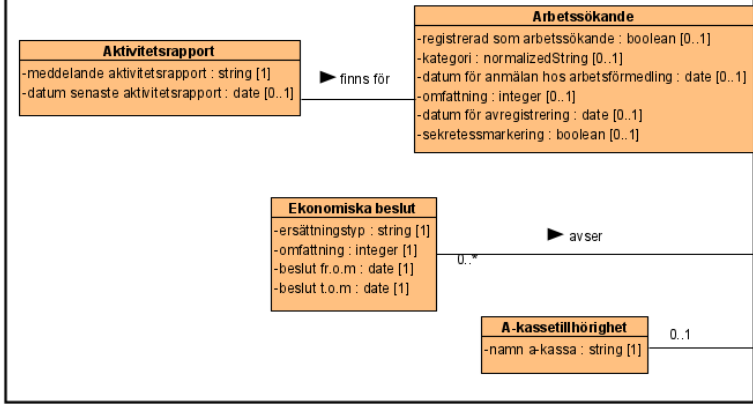 Aktivitetsrapport
-meddelande aktivitetsrapport : string [1]
-datum senaste aktivitetsrapport : date [0..1]
finns för
Arbetssökande
-registrerad som arbetssökande : boolean [0..1]
-kategori : normalizedString [0..1]
-datum för anmälan hos arbetsförmedling : date [0..1]
-omfattning : integer [0..1]
-datum för avregistrering : date [0..1]
-sekretessmarkering : boolean [0..1]
Ekonomiska beslut
-ersättningstyp : string [1]
-omfattning : integer [1]
-beslut fr.o.m : date [1]
-beslut t.o.m : date [1]
avser
0..*
A-kassetillhörighet
-namn a-kassa : string [1]
0..1